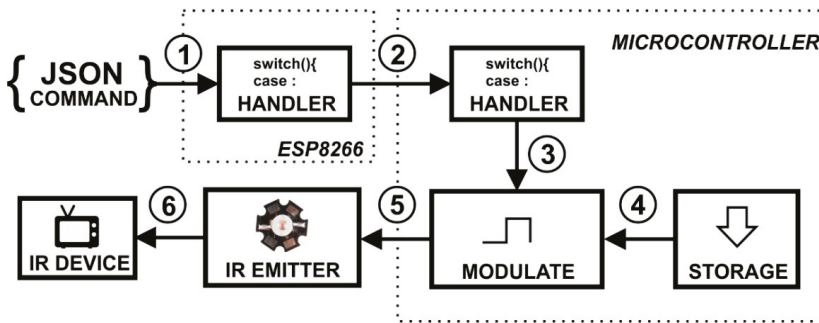 1
2
{ JSON COMMAND }
switch(){
case :
HANDLER
ESP8266
switch(){
case :
HANDLER
MICROCONTROLLER
3
6
5
4
IR DEVICE
IR EMITTER
MODULATE
STORAGE